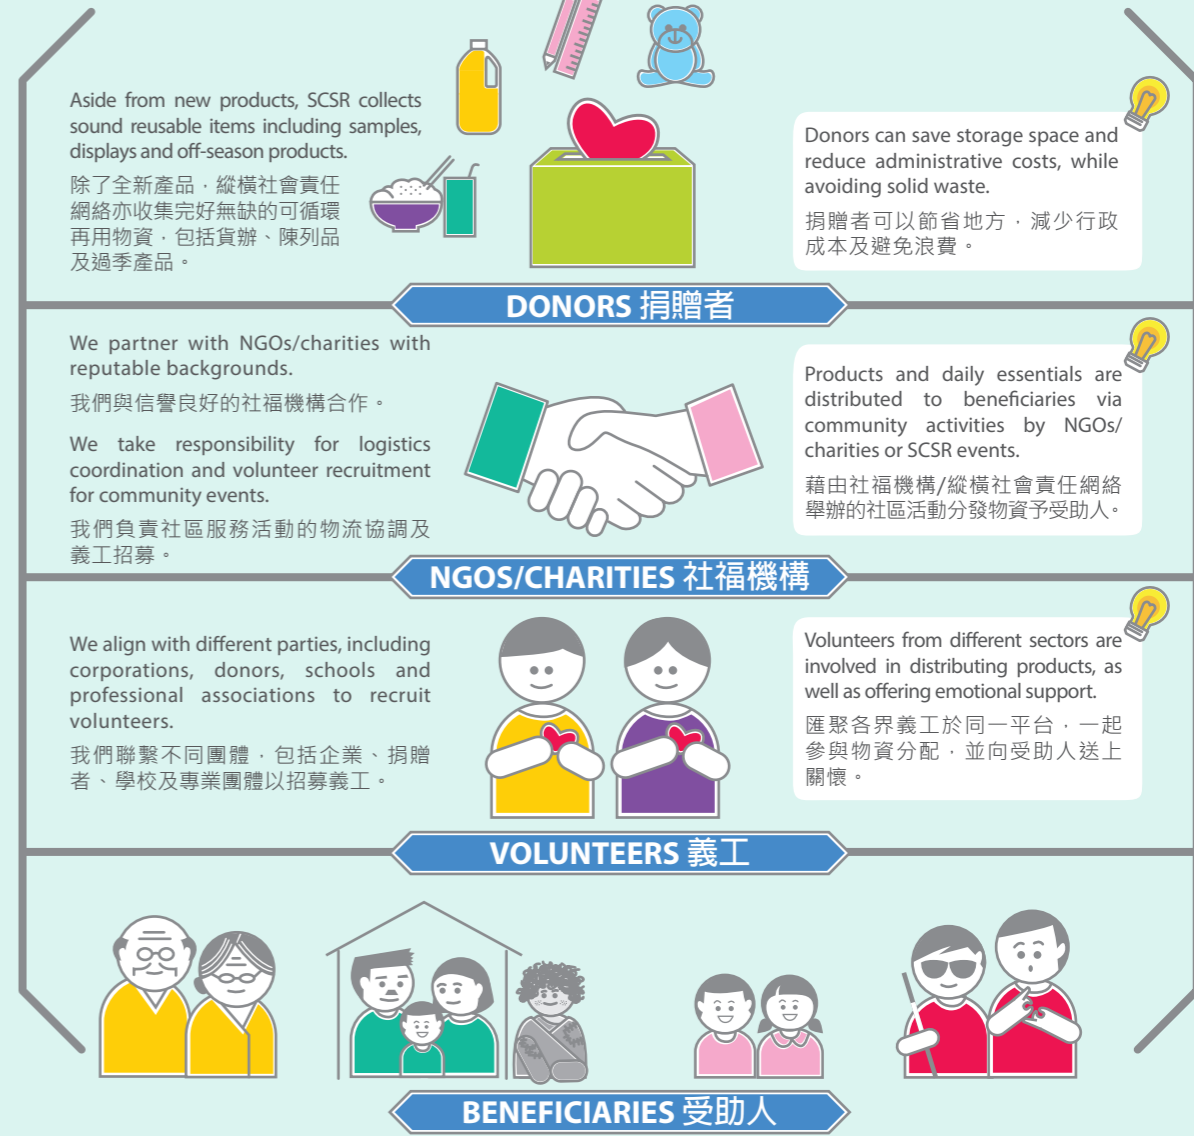 Aside from new products, SCSR collects
sound reusable items including samples,
displays and off-season products.
除了全新產品，縱橫社會責任
網絡亦收集完好無缺的可循環
再用物資，包括貨辦、陳列品
及過季產品。
Donors can save storage space and
reduce administrative costs, while
avoiding solid waste.
捐贈者可以節省地方，減少行政
成本及避免浪費。
DONORS 捐贈者
We partner with NGOs/charities with
reputable backgrounds.
我們與信譽良好的社福機構合作。
We take responsibility for logistics
coordination and volunteer recruitment
for community events.
我們負責社區服務活動的物流協調及
義工招募。
Products and daily essentials are
distributed to beneficiaries via
community activities by NGOs/
charities or SCSR events.
藉由社福機構/縱橫社會責任網絡
舉辦的社區活動分發物資予受助人。
NGOS/CHARITIES 社福機構
We align with different parties, including
corporations, donors, schools and
professional associations to recruit
volunteers.
我們聯繫不同團體，包括企業、捐贈
者、學校及專業團體以招募義工。
Volunteers from different sectors are
involved in distributing products, as
well as offering emotional support.
匯聚各界義工於同一平台，一起
參與物資分配，並向受助人送上
關懷。
VOLUNTEERS 義工
BENEFICIARIES 受助人